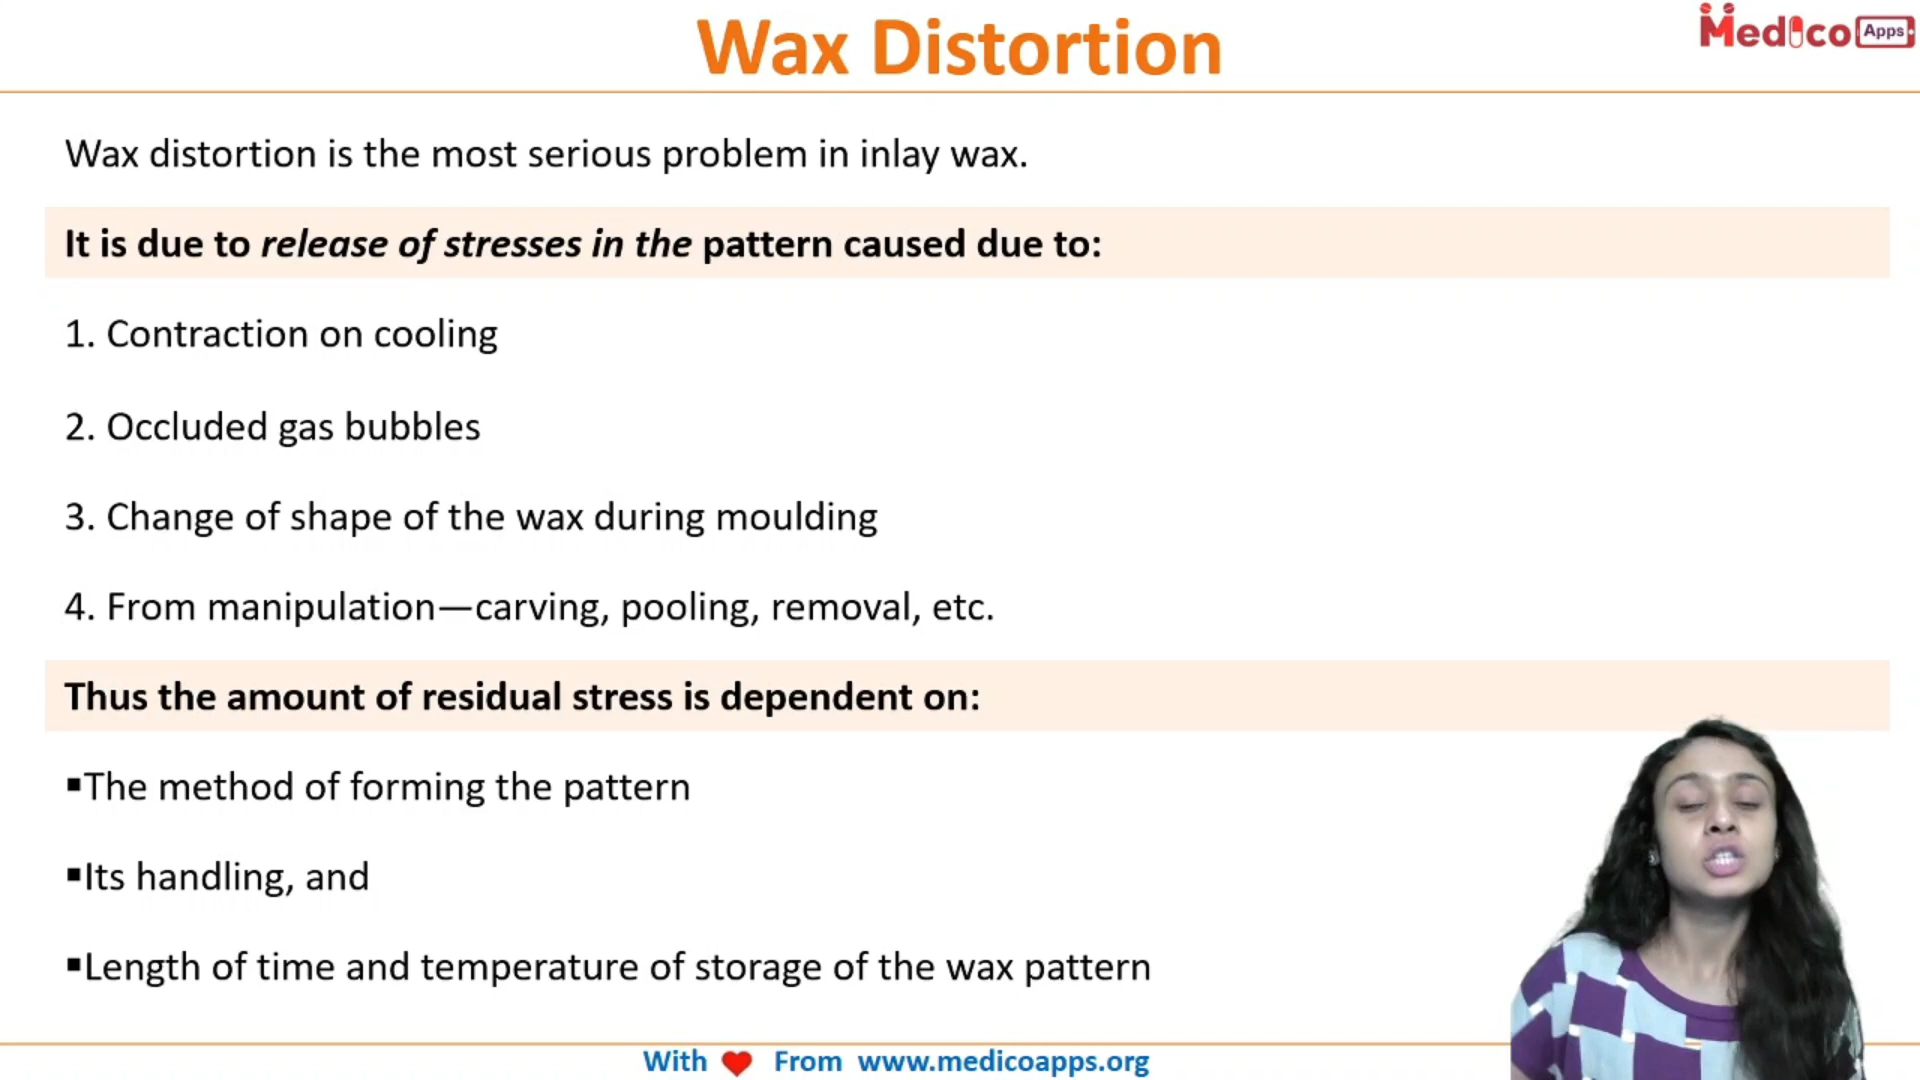 Wax Distortion
Medico Apps
Wax distortion is the most serious problem in inlay wax.
It is due to release of stresses in the pattern caused due to:
1. Contraction on cooling
2. Occluded gas bubbles
3. Change of shape of the wax during moulding
4. From manipulation—carving, pooling, removal, etc.
Thus the amount of residual stress is dependent on:
▪The method of forming the pattern
▪Its handling, and
▪Length of time and temperature of storage of the wax pattern
With ❤ From www.medicoapps.org